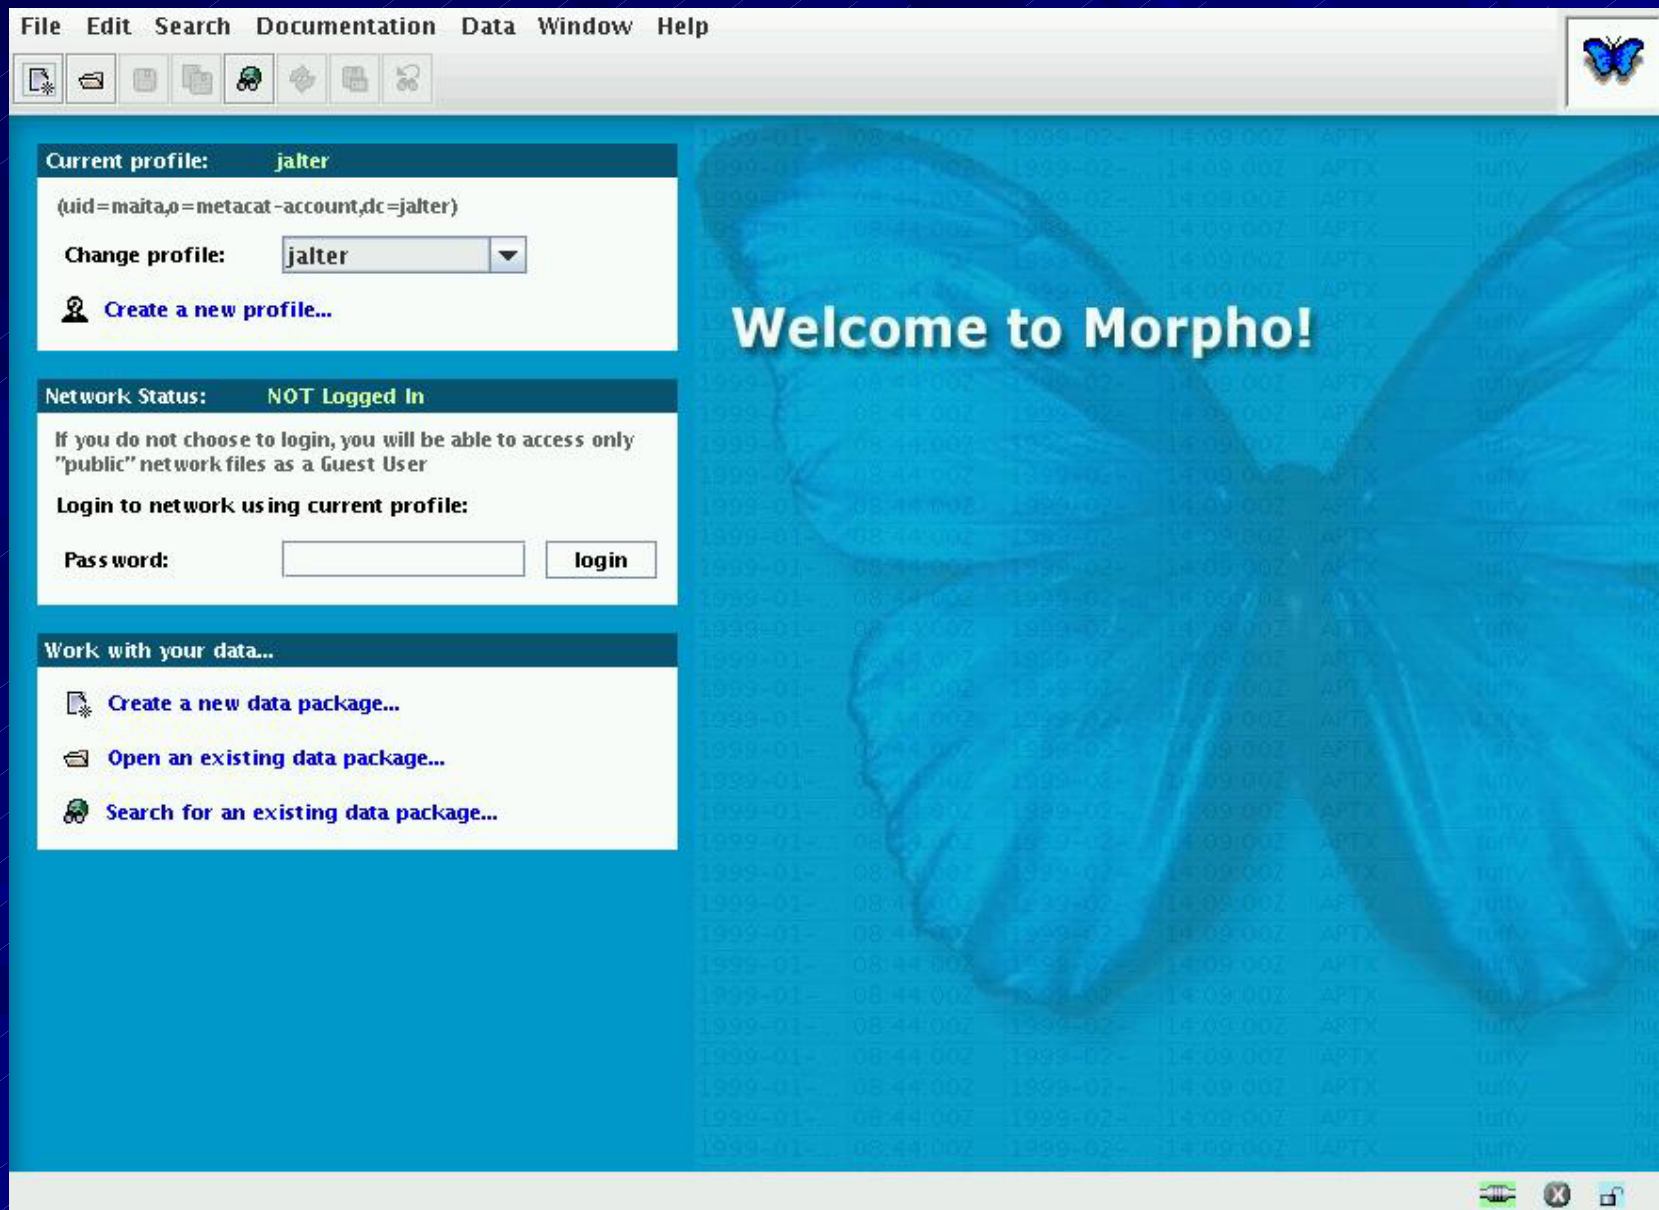 File Edit Search Documentation Data Window Help
Current profile: jalter
(uid=maita,o=metacat-account,dc=jalter)
Change profile: jalter
Create a new profile...
Network Status: NOT Logged In
If you do not choose to login, you will be able to access only
"public" network files as a Guest User
Login to network using current profile:
Password: login
Work with your data...
Create a new data package...
Open an existing data package...
Search for an existing data package...
Welcome to Morpho!